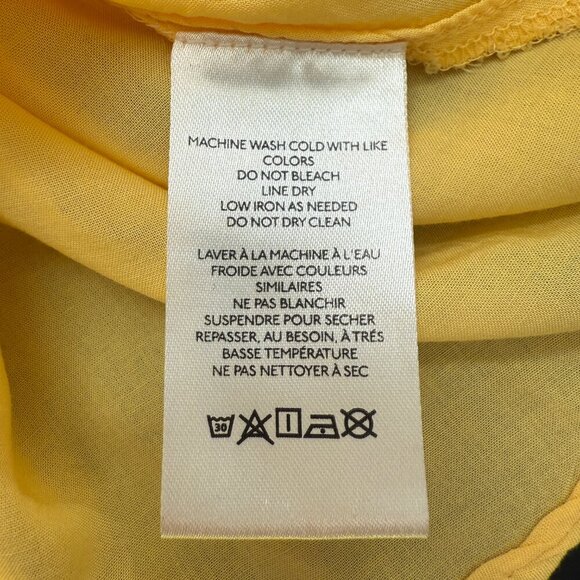 MACHINE WASH COLD WITH LIKE
COLORS
DO NOT BLEACH
LINE DRY
LOW IRON AS NEEDED
DO NOT DRY CLEAN
LAVER À LA MACHINE À L'EAU
FROIDE AVEC COULEURS
SIMILAIRES
NE PAS BLANCHIR
SUSPENDRE POUR SECHER
REPASSER, AU BESOIN, À TRÉS
BASSE TEMPÉRATURE
NE PAS NETTOYER À SEC
30